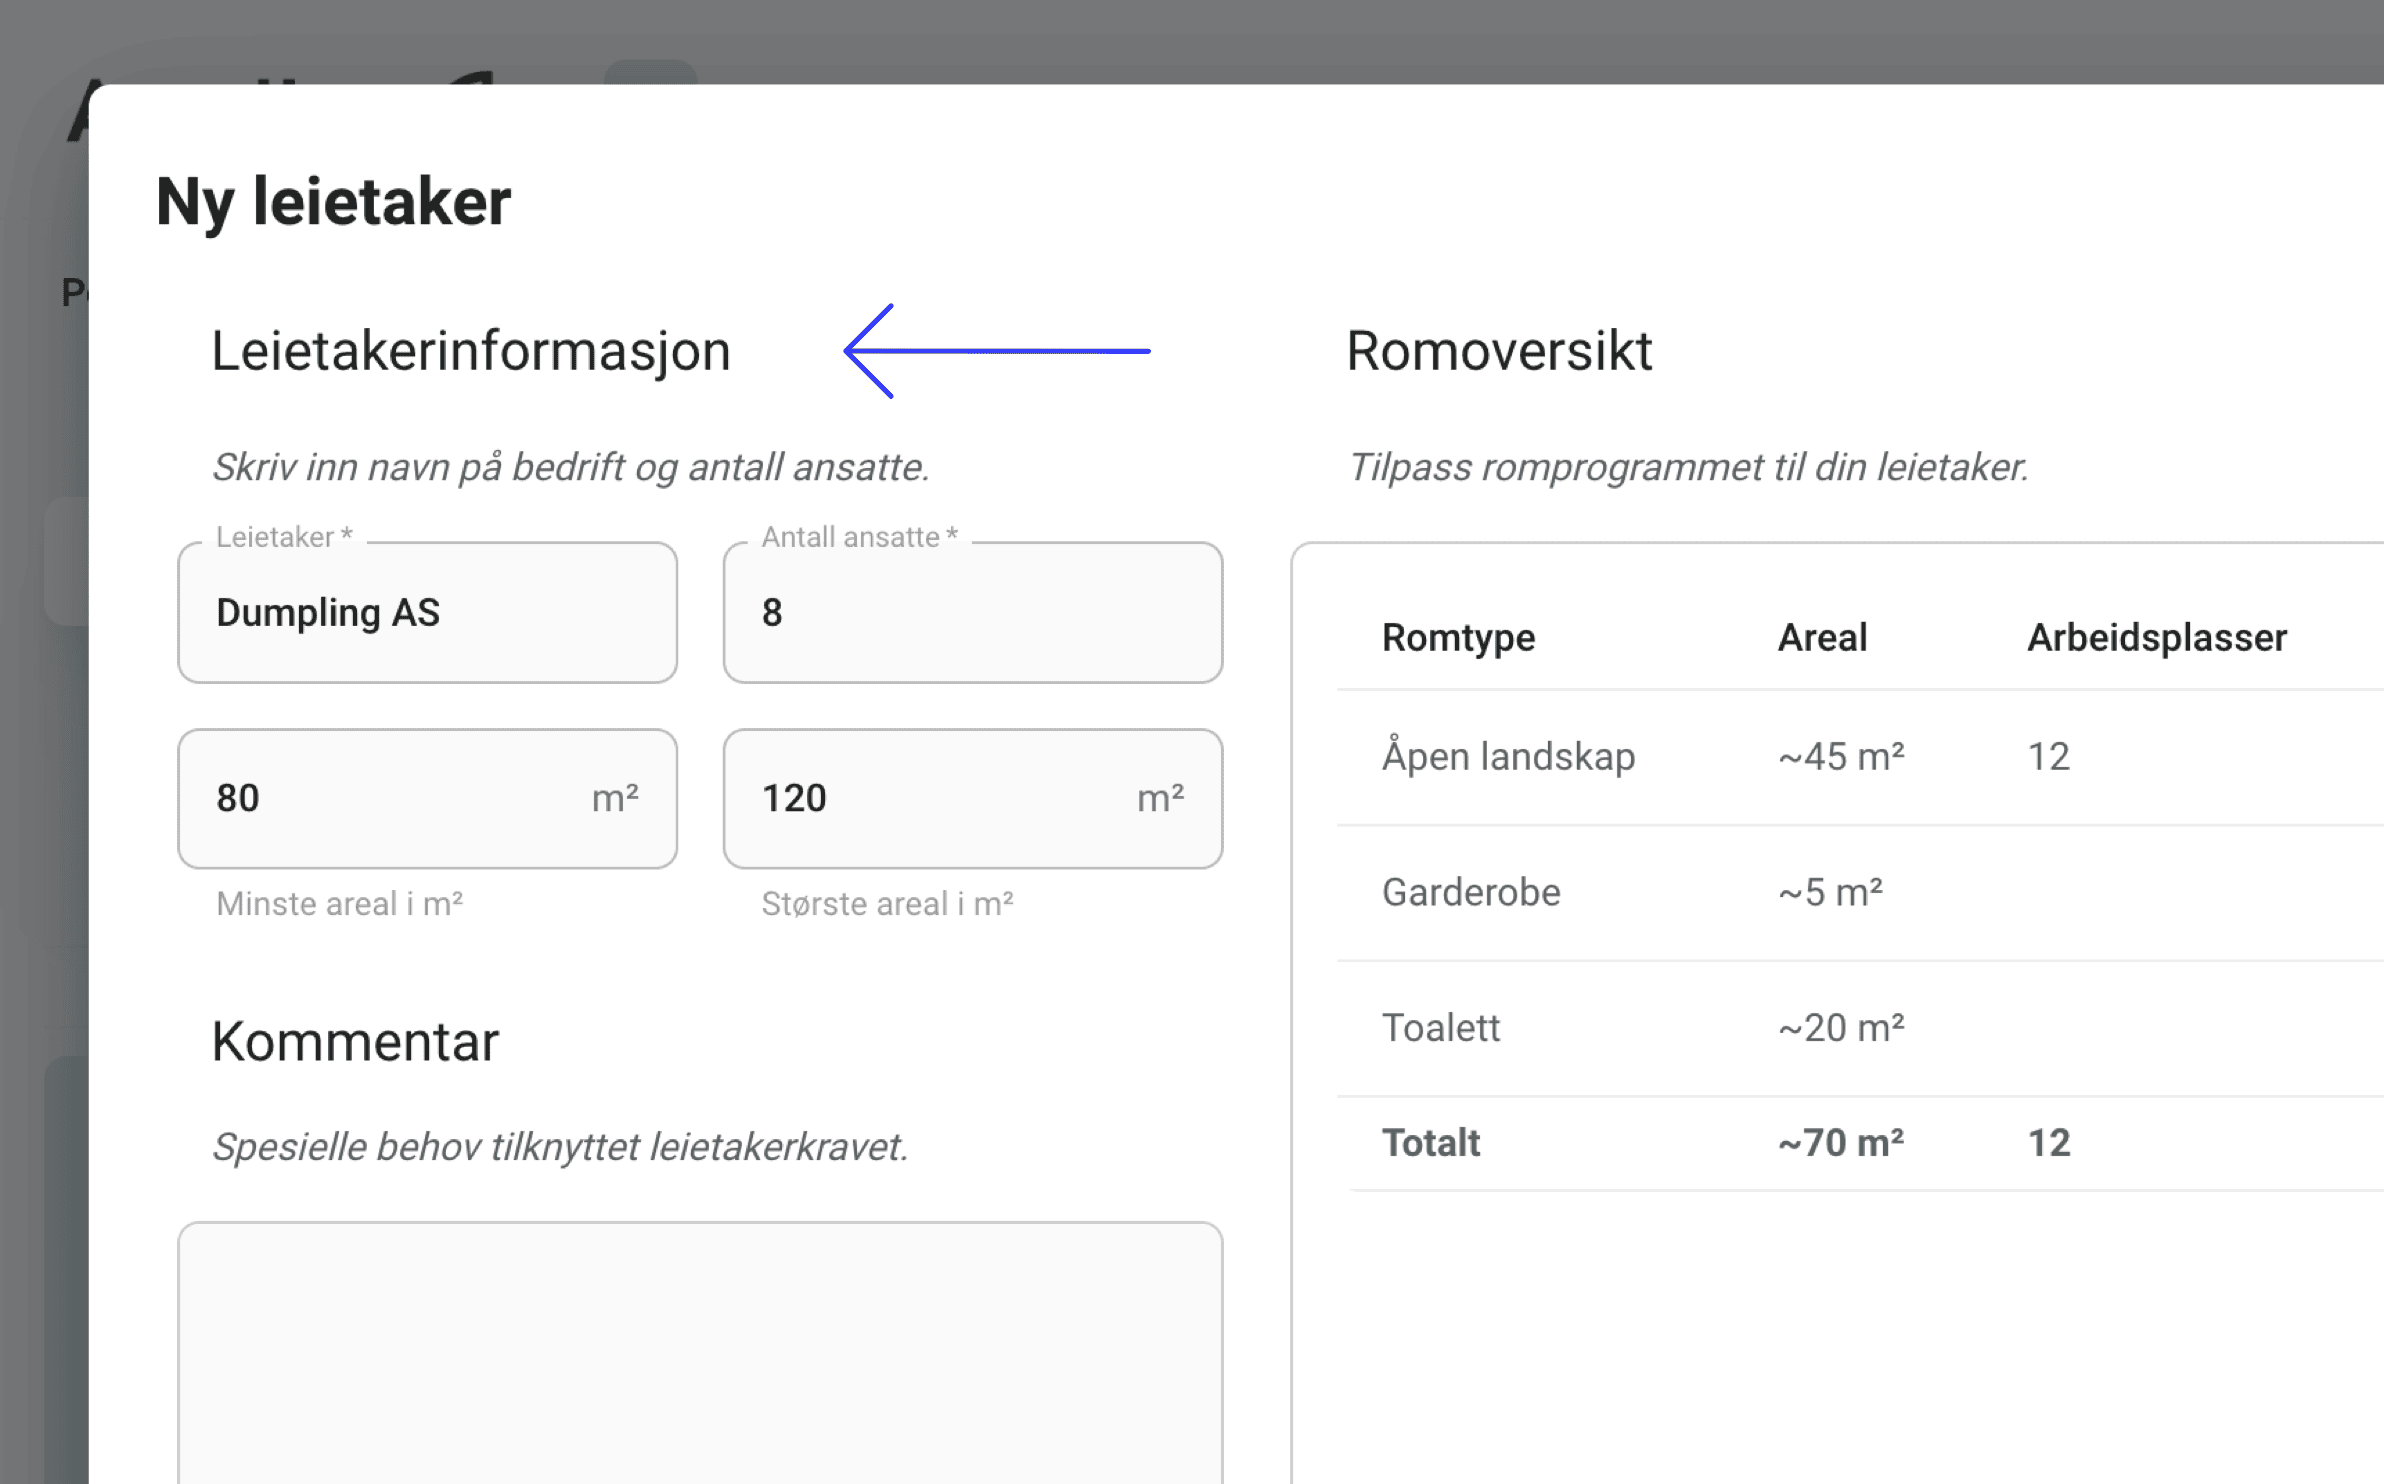 Ny leietaker
Leietakerinformasjon
Skriv inn navn på bedrift og antall ansatte.
Leietaker *
Dumpling AS
Antall ansatte *
8
80 m²
Minste areal i m²
120 m²
Største areal i m²
Kommentar
Spesielle behov tilknyttet leietakerkravet.
Romoversikt
Tilpass romprogrammet til din leietaker.
Romtype Areal Arbeidsplasser
Åpen landskap ~45 m² 12
Garderobe ~5 m²
Toalett ~20 m²
Totalt ~70 m² 12